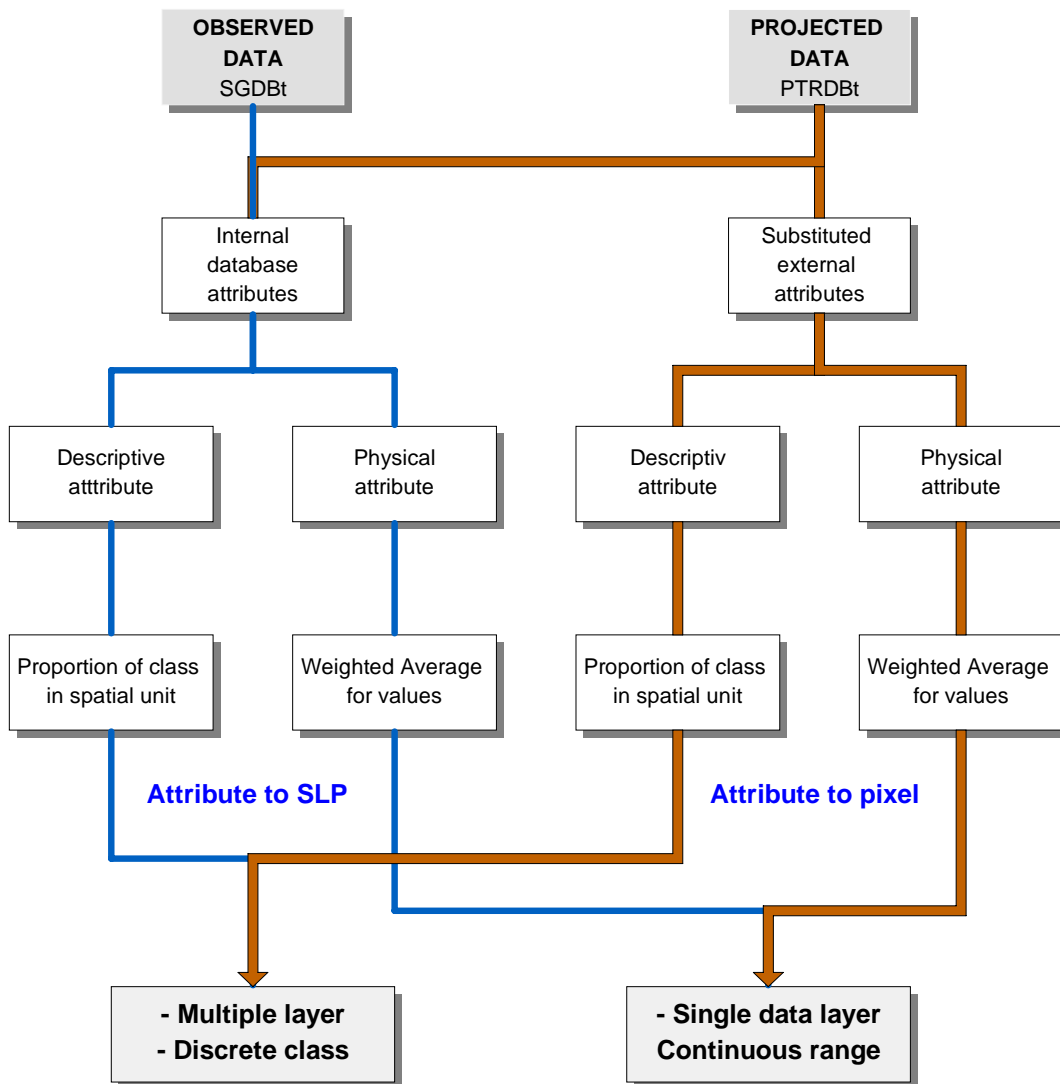 OBSERVED
DATA
SGDBt
PROJECTED
DATA
PTRDBt
Internal
database
attributes
Substituted
external
attributes
Descriptive
atttribute
Physical
attribute
Descriptiv
attribute
Physical
attribute
Proportion of class
in spatial unit
Weighted Average
for values
Proportion of class
in spatial unit
Weighted Average
for values
Attribute to SLP
Attribute to pixel
- Multiple layer
- Discrete class
- Single data layer
Continuous range